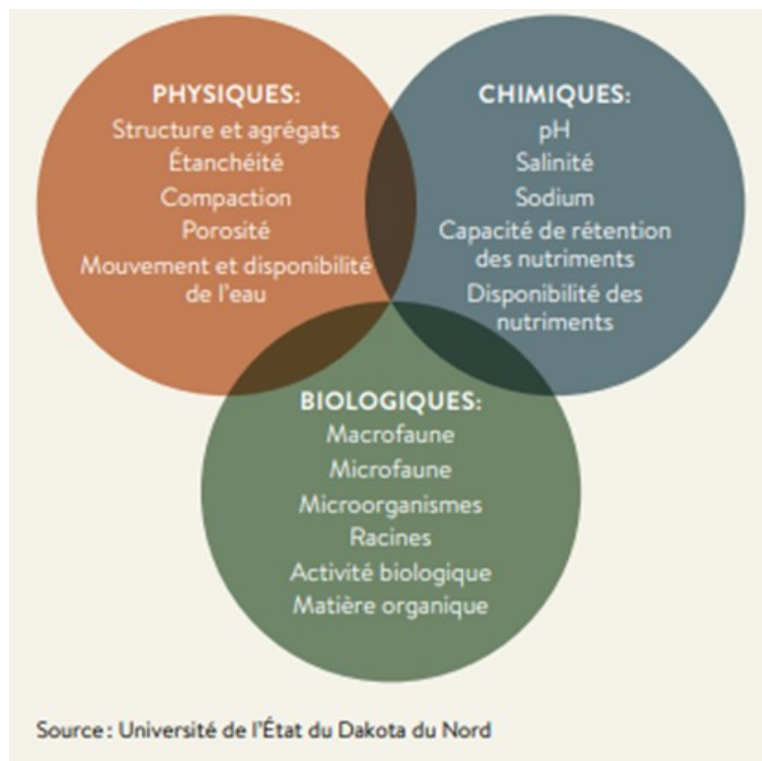 PHYSIQUES:
Structure et agrégats
Étanchéité
Compaction
Porosité
Mouvement et disponibilité
de l'eau
CHIMIQUES:
pH
Salinité
Sodium
Capacité de rétention
des nutriments
Disponibilité des
nutriments
BIOLOGIQUES:
Macrofaune
Microfaune
Microorganismes
Racines
Activité biologique
Matière organique
Source : Université de l'État du Dakota du Nord